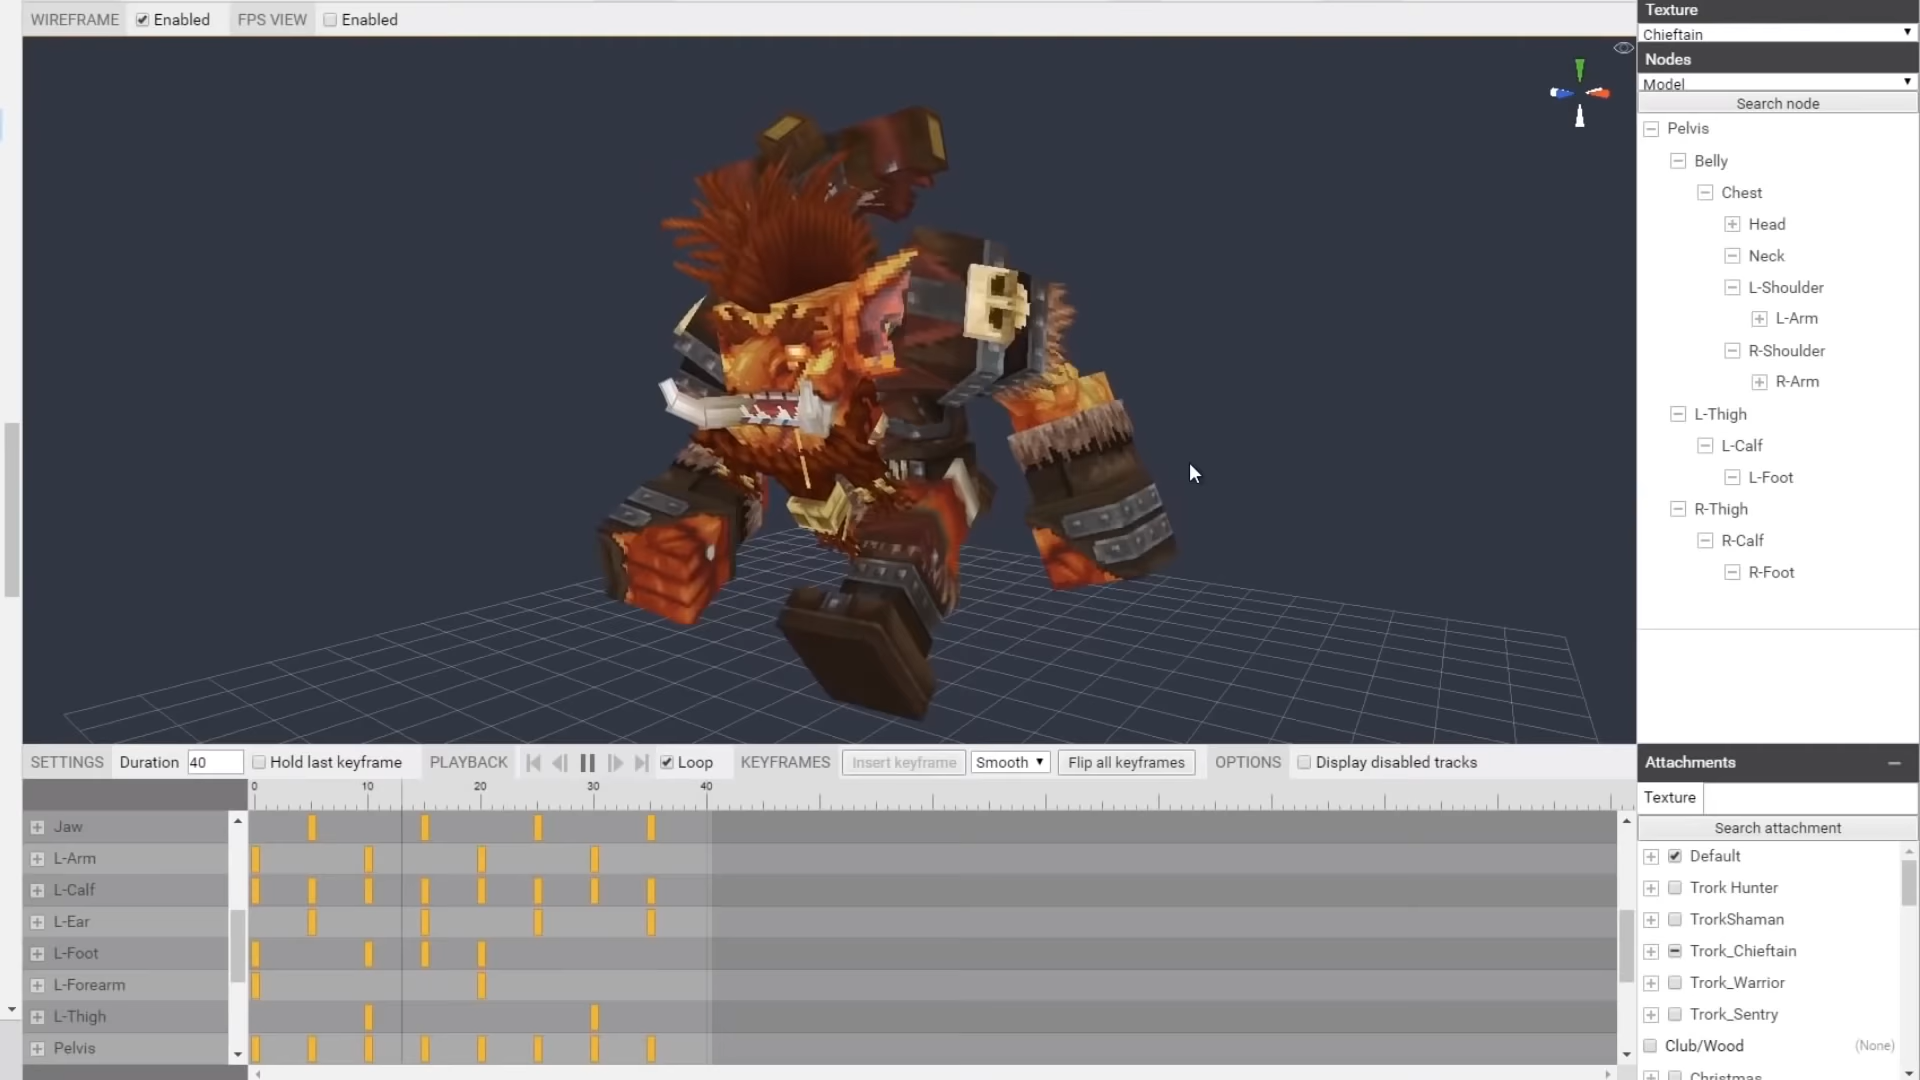 WIREFRAME Enabled FPS VIEW Enabled
Texture
Chieftain
Nodes
Model
Search node
Pelvis
Belly
Chest
Head
Neck
L-Shoulder
L-Arm
R-Shoulder
R-Arm
L-Thigh
L-Calf
L-Foot
R-Thigh
R-Calf
R-Foot
SETTINGS Duration 40 Hold last keyframe PLAYBACK Loop KEYFRAMES Insert keyframe Smooth Flip all keyframes OPTIONS Display disabled tracks
0 10 20 30 40
Jaw
L-Arm
L-Calf
L-Ear
L-Foot
L-Forearm
L-Thigh
Pelvis
Attachments
Texture
Search attachment
Default
Trork Hunter
TrorkShaman
Trork_Chieftain
Trork_Warrior
Trork_Sentry
Club/Wood (None)
Christmas